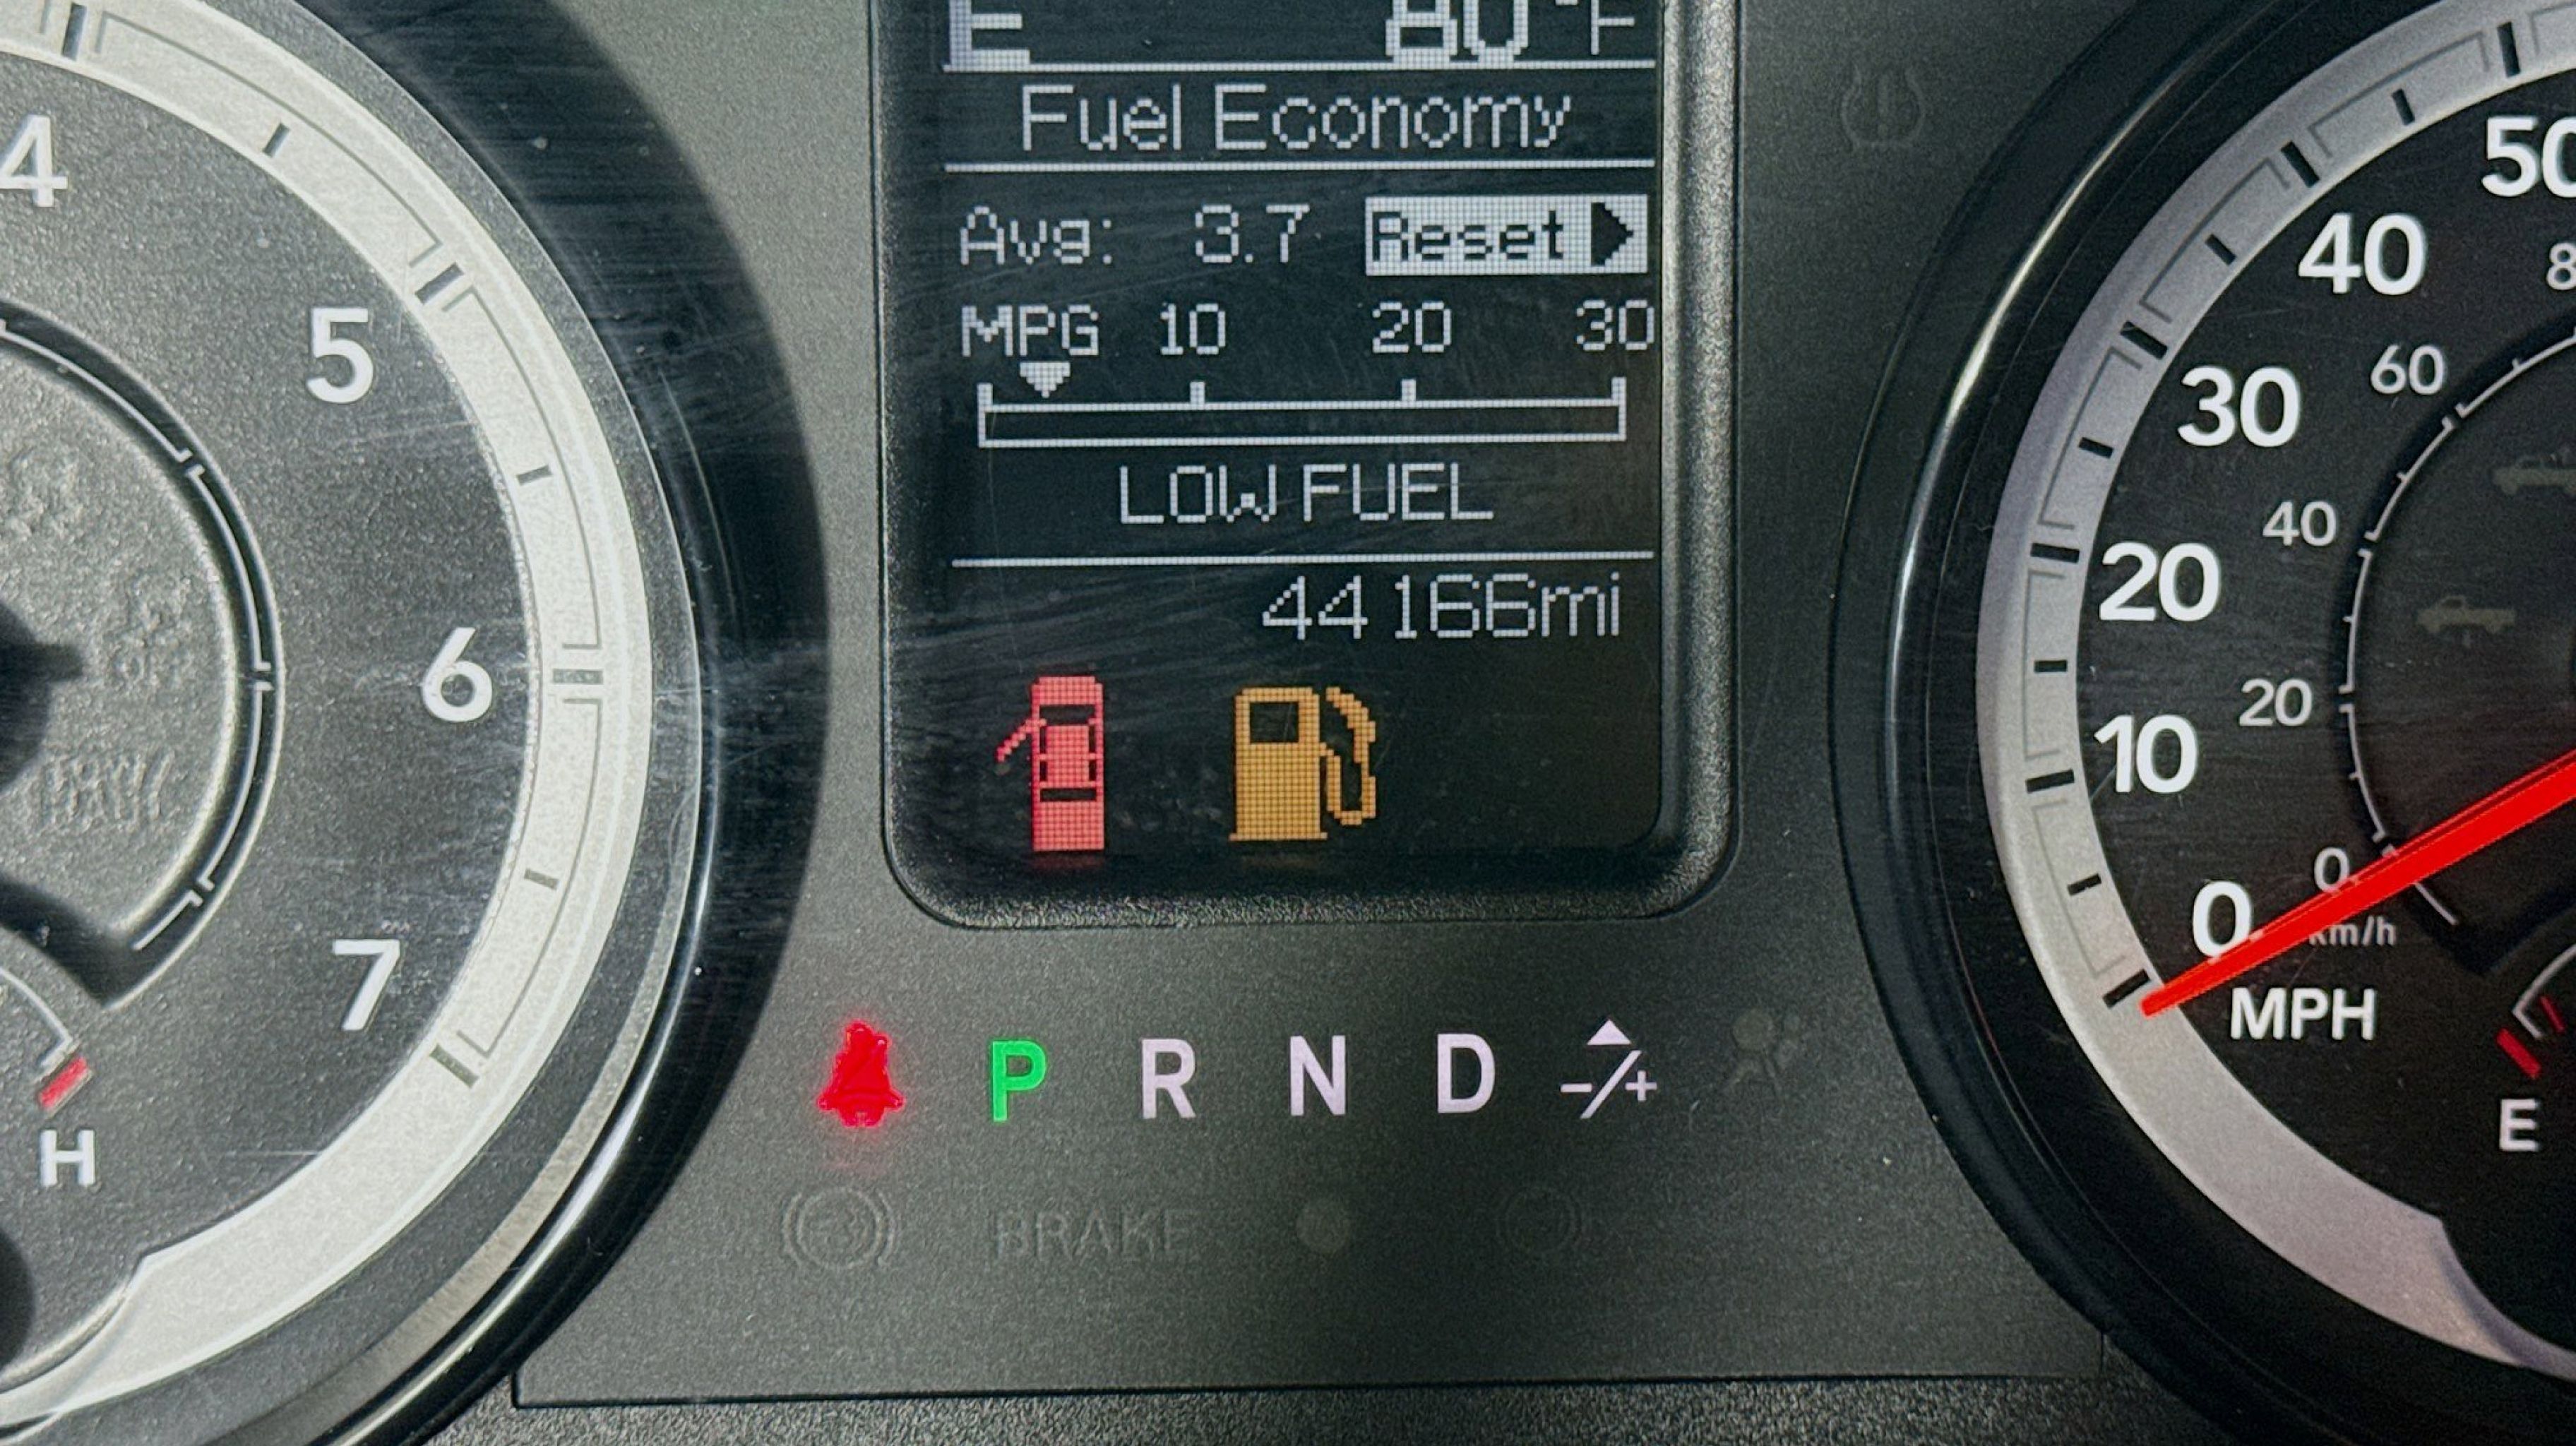 E 80°F
Fuel Economy
Avg: 3.7 Reset
MPG 10 20 30
LOW FUEL
44166mi
4
5
6
7
H
50
40
30
20
10
0
MPH
8
60
40
20
0
km/h
E
P R N D -/+
BRAKE